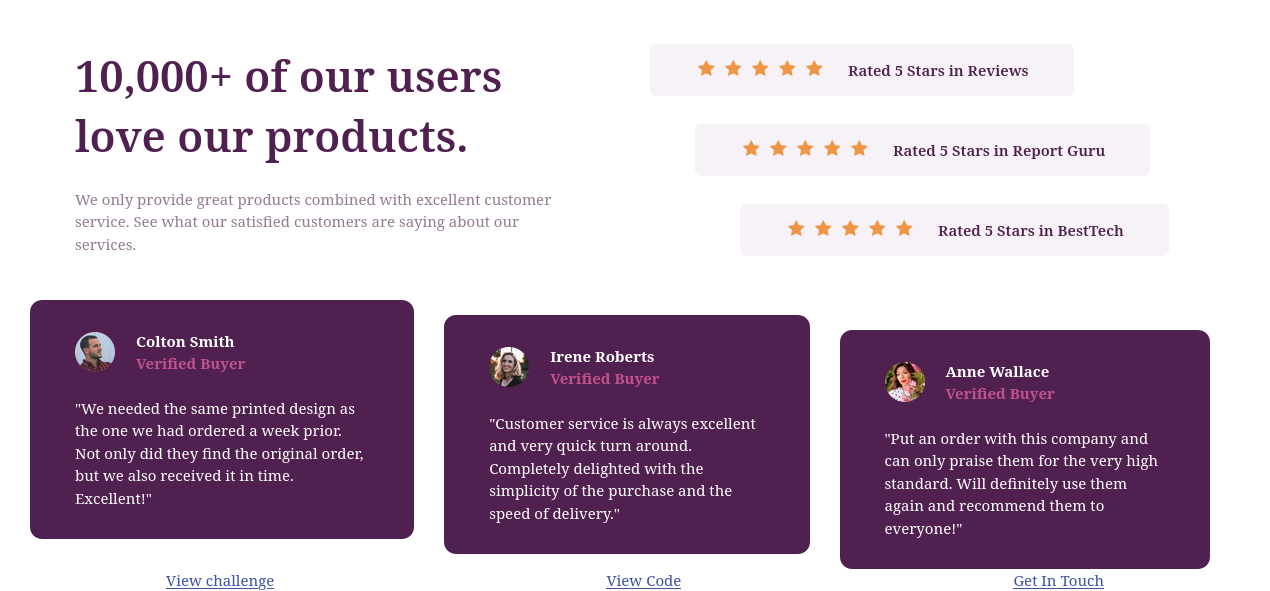 10,000+ of our users
love our products.
We only provide great products combined with excellent customer
service. See what our satisfied customers are saying about our
services.
Rated 5 Stars in Reviews
Rated 5 Stars in Report Guru
Rated 5 Stars in BestTech
Colton Smith
Verified Buyer
"We needed the same printed design as
the one we had ordered a week prior.
Not only did they find the original order,
but we also received it in time.
Excellent!"
Irene Roberts
Verified Buyer
"Customer service is always excellent
and very quick turn around.
Completely delighted with the
simplicity of the purchase and the
speed of delivery."
Anne Wallace
Verified Buyer
"Put an order with this company and
can only praise them for the very high
standard. Will definitely use them
again and recommend them to
everyone!"
View challenge
View Code
Get In Touch